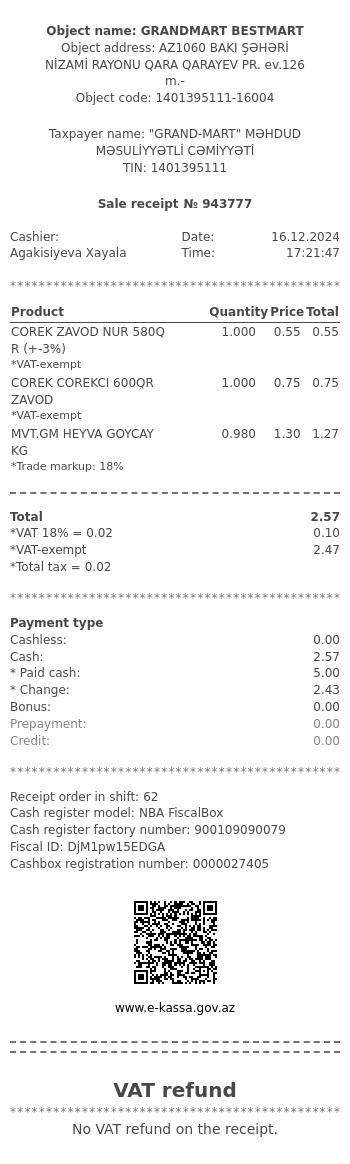 Object name: GRANDMART BESTMART
Object address: AZ1060 BAKI ŞƏHƏRİ
NİZAMİ RAYONU QARA QARAYEV PR. ev.126
m.-
Object code: 1401395111-16004
Taxpayer name: "GRAND-MART" MƏHDUD
MƏSULİYYƏTLİ CƏMİYYƏTİ
TIN: 1401395111
Sale receipt № 943777
Cashier: Date: 16.12.2024
Agakisiyeva Xayala Time: 17:21:47
**********************************************
Product Quantity Price Total
COREK ZAVOD NUR 580Q 1.000 0.55 0.55
R (+-3%)
*VAT-exempt
COREK COREKCI 600QR 1.000 0.75 0.75
ZAVOD
*VAT-exempt
MVT.GM HEYVA GOYCAY 0.980 1.30 1.27
KG
*Trade markup: 18%
Total 2.57
*VAT 18% = 0.02 0.10
*VAT-exempt 2.47
*Total tax = 0.02
**********************************************
Payment type
Cashless: 0.00
Cash: 2.57
* Paid cash: 5.00
* Change: 2.43
Bonus: 0.00
Prepayment: 0.00
Credit: 0.00
**********************************************
Receipt order in shift: 62
Cash register model: NBA FiscalBox
Cash register factory number: 900109090079
Fiscal ID: DjM1pw15EDGA
Cashbox registration number: 0000027405
www.e-kassa.gov.az
VAT refund
**********************************************
No VAT refund on the receipt.